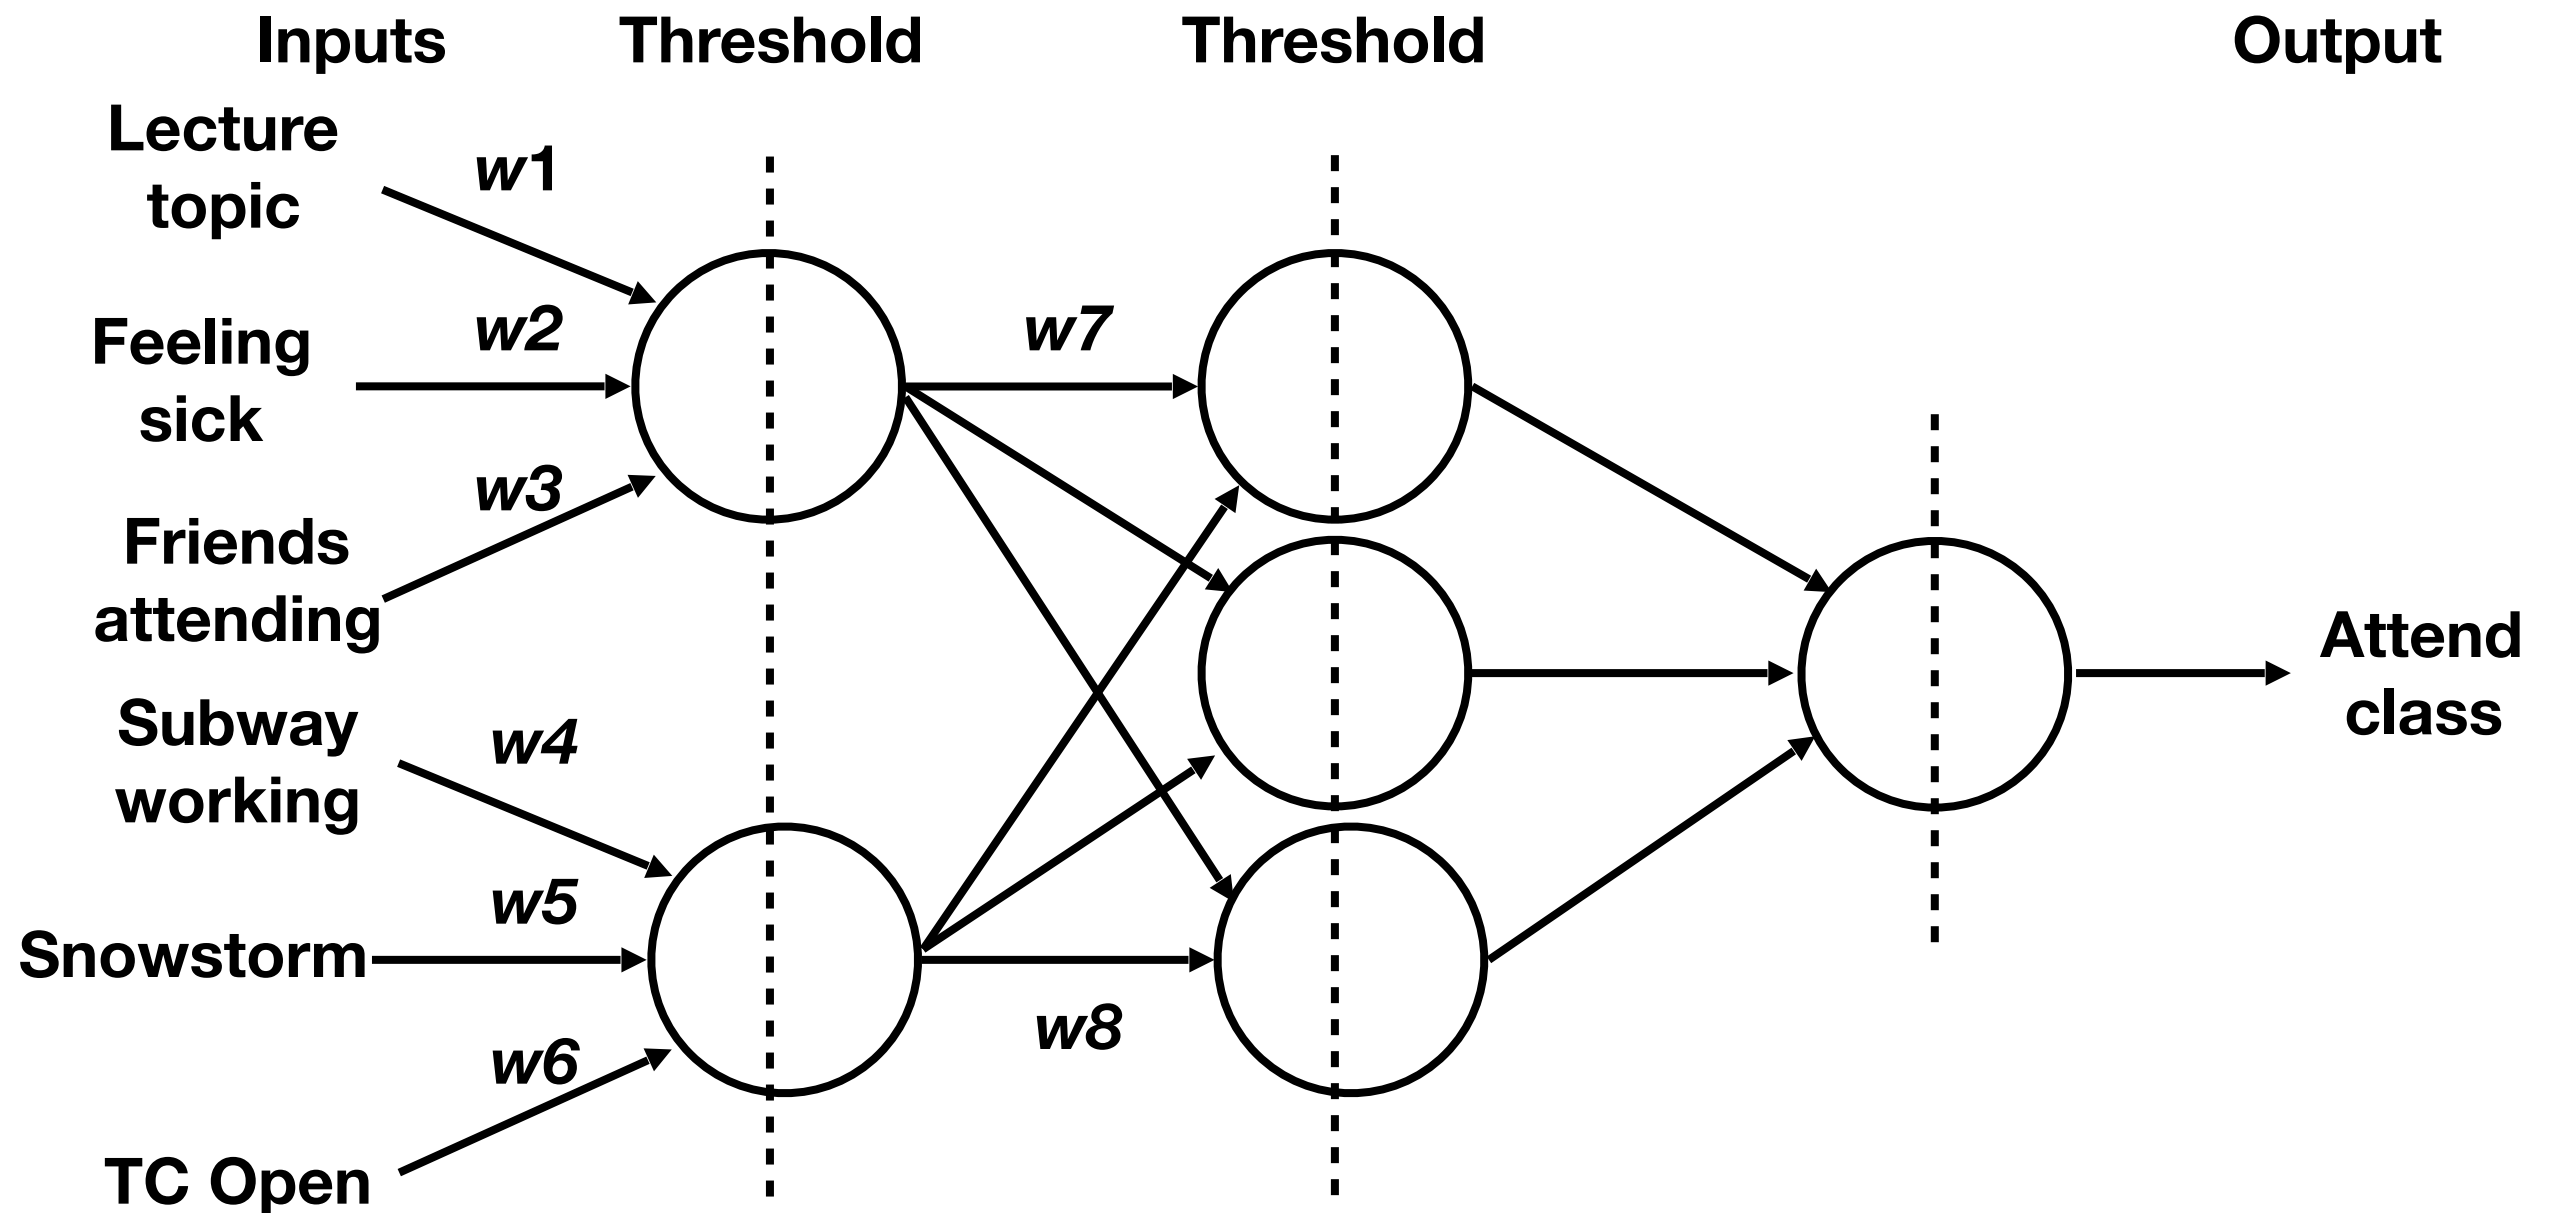 Inputs
Threshold
Threshold
Output
Lecture
topic
w1
Feeling
sick
w2
w7
Friends
attending
w3
Subway
working
w4
Attend
class
Snowstorm
w5
w8
w6
TC Open